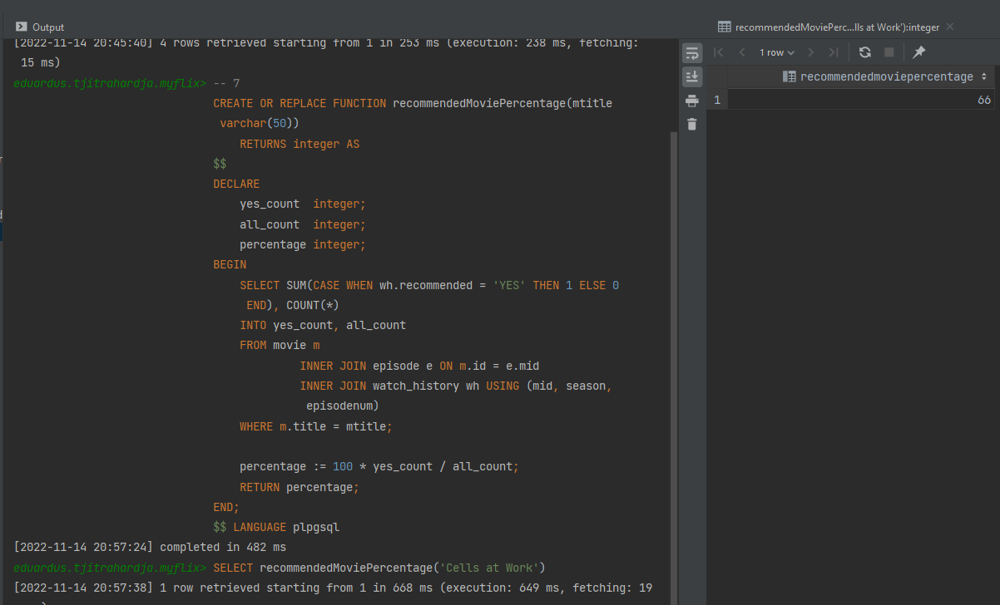 Output
[2022-11-14 20:45:40] 4 rows retrieved starting from 1 in 253 ms (execution: 238 ms, fetching:
15 ms)
eduardus.tjitrahardja.myflix> -- 7
CREATE OR REPLACE FUNCTION recommendedMoviePercentage(mtitle
varchar(50))
RETURNS integer AS
$$
DECLARE
yes_count integer;
all_count integer;
percentage integer;
BEGIN
SELECT SUM(CASE WHEN wh.recommended = 'YES' THEN 1 ELSE 0
END), COUNT(*)
INTO yes_count, all_count
FROM movie m
INNER JOIN episode e ON m.id = e.mid
INNER JOIN watch_history wh USING (mid, season,
episodenum)
WHERE m.title = mtitle;
percentage := 100 * yes_count / all_count;
RETURN percentage;
END;
$$ LANGUAGE plpgsql
[2022-11-14 20:57:24] completed in 482 ms
eduardus.tjitrahardja.myflix> SELECT recommendedMoviePercentage('Cells at Work')
[2022-11-14 20:57:38] 1 row retrieved starting from 1 in 668 ms (execution: 649 ms, fetching: 19
recommendedMoviePerc...lls at Work'):integer
1 row
recommendedmoviepercentage
1 66